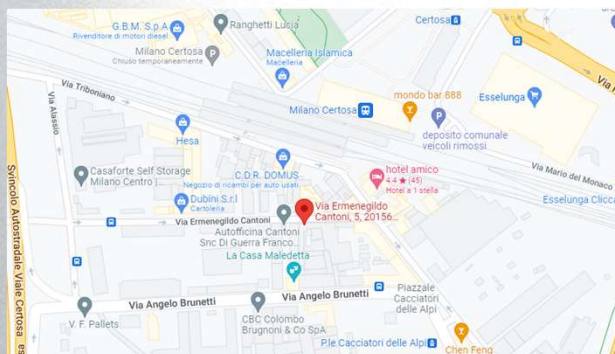 G.B.M. S.p.A
Rivenditore di motori diesel
Ranghetti Lucia
Certosa
Milano Certosa
Chiuso temporaneamente
Macelleria Islamica
Macelleria
Via Triboniano
Via Alassio
Milano Certosa
mondo bar 888
Esselunga
Hesa
deposito comunale
veicoli rimossi
Casaforte Self Storage
Milano Centro |...
C.D.R. DOMUS
Negozio di ricambi per auto usati
hotel amico
4.4 ★ (45)
Hotel a 1 stella
Via Mario del Monaco
Esselunga Clicca
Dubini S.r.l
Cartoleria
Via Ermenegildo
Cantoni, 5, 20156...
Via Ermenegildo Cantoni
Autofficina Cantoni
Snc Di Guerra Franco...
La Casa Maledetta
Svincolo Autostradale Viale Certosa
Via Angelo Brunetti
Via Angelo Brunetti
Piazzale
Cacciatori
delle Alpi
V. F. Pallets
CBC Colombo
Brugnoni & Co SpA
P.le Cacciatori delle Alpi
Chen Feng